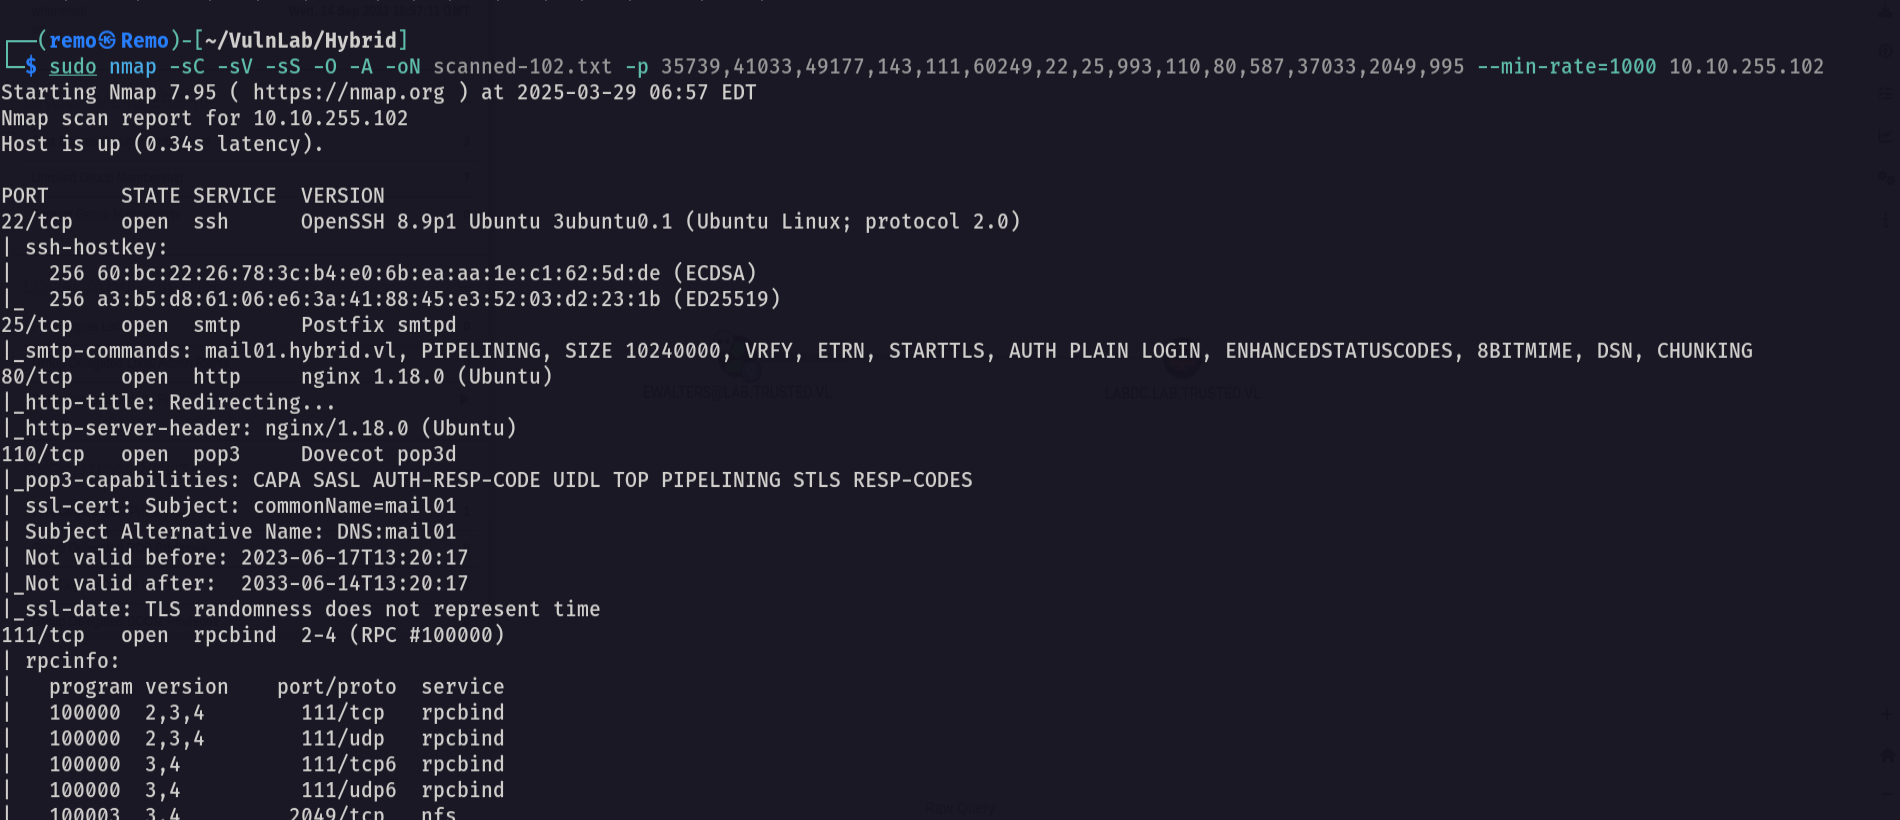 ┌──(remo㉿Remo)-[~/VulnLab/Hybrid]
└─$ sudo nmap -sC -sV -sS -O -A -oN scanned-102.txt -p 35739,41033,49177,143,111,60249,22,25,993,110,80,587,37033,2049,995 --min-rate=1000 10.10.255.102
Starting Nmap 7.95 ( https://nmap.org ) at 2025-03-29 06:57 EDT
Nmap scan report for 10.10.255.102
Host is up (0.34s latency).

PORT      STATE SERVICE  VERSION
22/tcp    open  ssh      OpenSSH 8.9p1 Ubuntu 3ubuntu0.1 (Ubuntu Linux; protocol 2.0)
| ssh-hostkey:
|   256 60:bc:22:26:78:3c:b4:e0:6b:ea:aa:1e:c1:62:5d:de (ECDSA)
|_  256 a3:b5:d8:61:06:e6:3a:41:88:45:e3:52:03:d2:23:1b (ED25519)
25/tcp    open  smtp     Postfix smtpd
|_smtp-commands: mail01.hybrid.vl, PIPELINING, SIZE 10240000, VRFY, ETRN, STARTTLS, AUTH PLAIN LOGIN, ENHANCEDSTATUSCODES, 8BITMIME, DSN, CHUNKING
80/tcp    open  http     nginx 1.18.0 (Ubuntu)
EWALTERS@LAB.TRUSTED.VL
LABDC.LAB.TRUSTED.VL
|_http-title: Redirecting...
|_http-server-header: nginx/1.18.0 (Ubuntu)
110/tcp   open  pop3     Dovecot pop3d
|_pop3-capabilities: CAPA SASL AUTH-RESP-CODE UIDL TOP PIPELINING STLS RESP-CODES
| ssl-cert: Subject: commonName=mail01
| Subject Alternative Name: DNS:mail01
| Not valid before: 2023-06-17T13:20:17
|_Not valid after:  2033-06-14T13:20:17
|_ssl-date: TLS randomness does not represent time
111/tcp   open  rpcbind  2-4 (RPC #100000)
| rpcinfo:
|   program version    port/proto  service
|   100000  2,3,4        111/tcp   rpcbind
|   100000  2,3,4        111/udp   rpcbind
|   100000  3,4          111/tcp6  rpcbind
|   100000  3,4          111/udp6  rpcbind
|   100003  3,4         2049/tcp   nfs